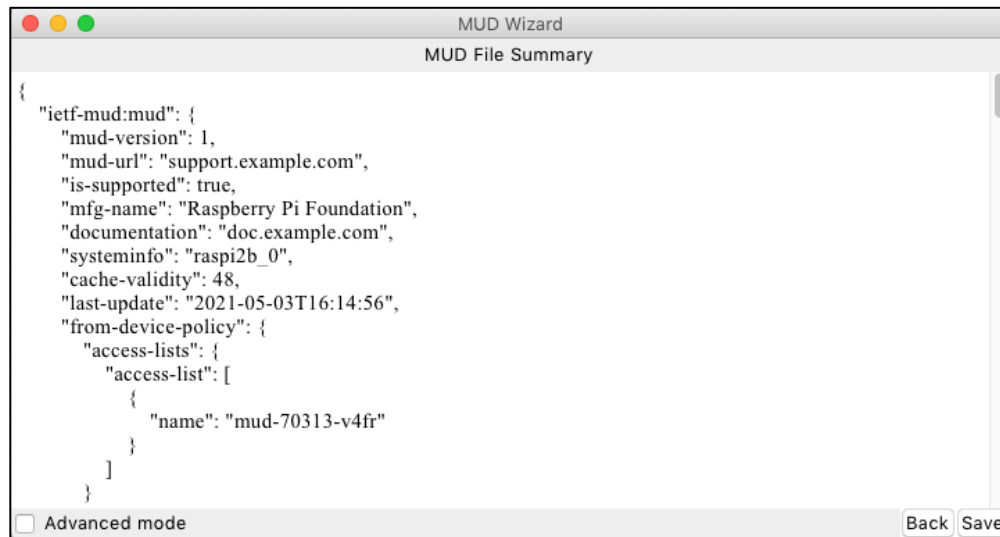 MUD Wizard
MUD File Summary
{
"ietf-mud:mud": {
"mud-version": 1,
"mud-url": "support.example.com",
"is-supported": true,
"mfg-name": "Raspberry Pi Foundation",
"documentation": "doc.example.com",
"systeminfo": "raspi2b_0",
"cache-validity": 48,
"last-update": "2021-05-03T16:14:56",
"from-device-policy": {
"access-lists": {
"access-list": [
{
"name": "mud-70313-v4fr"
}
]
}
Advanced mode Back Save